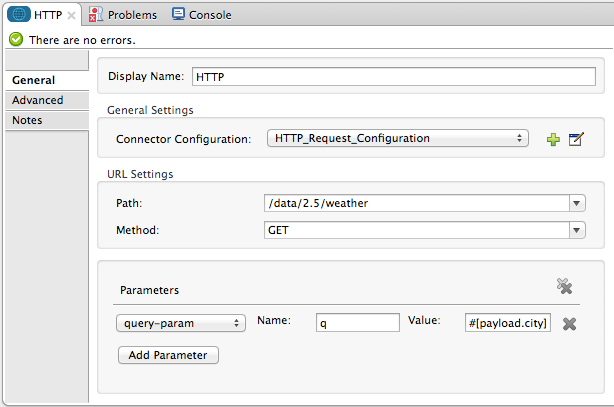 HTTP Problems Console
There are no errors.
General
Advanced
Notes
Display Name: HTTP
General Settings
Connector Configuration: HTTP_Request_Configuration
URL Settings
Path: /data/2.5/weather
Method: GET
Parameters
query-param Name: q Value: #[payload.city]
Add Parameter